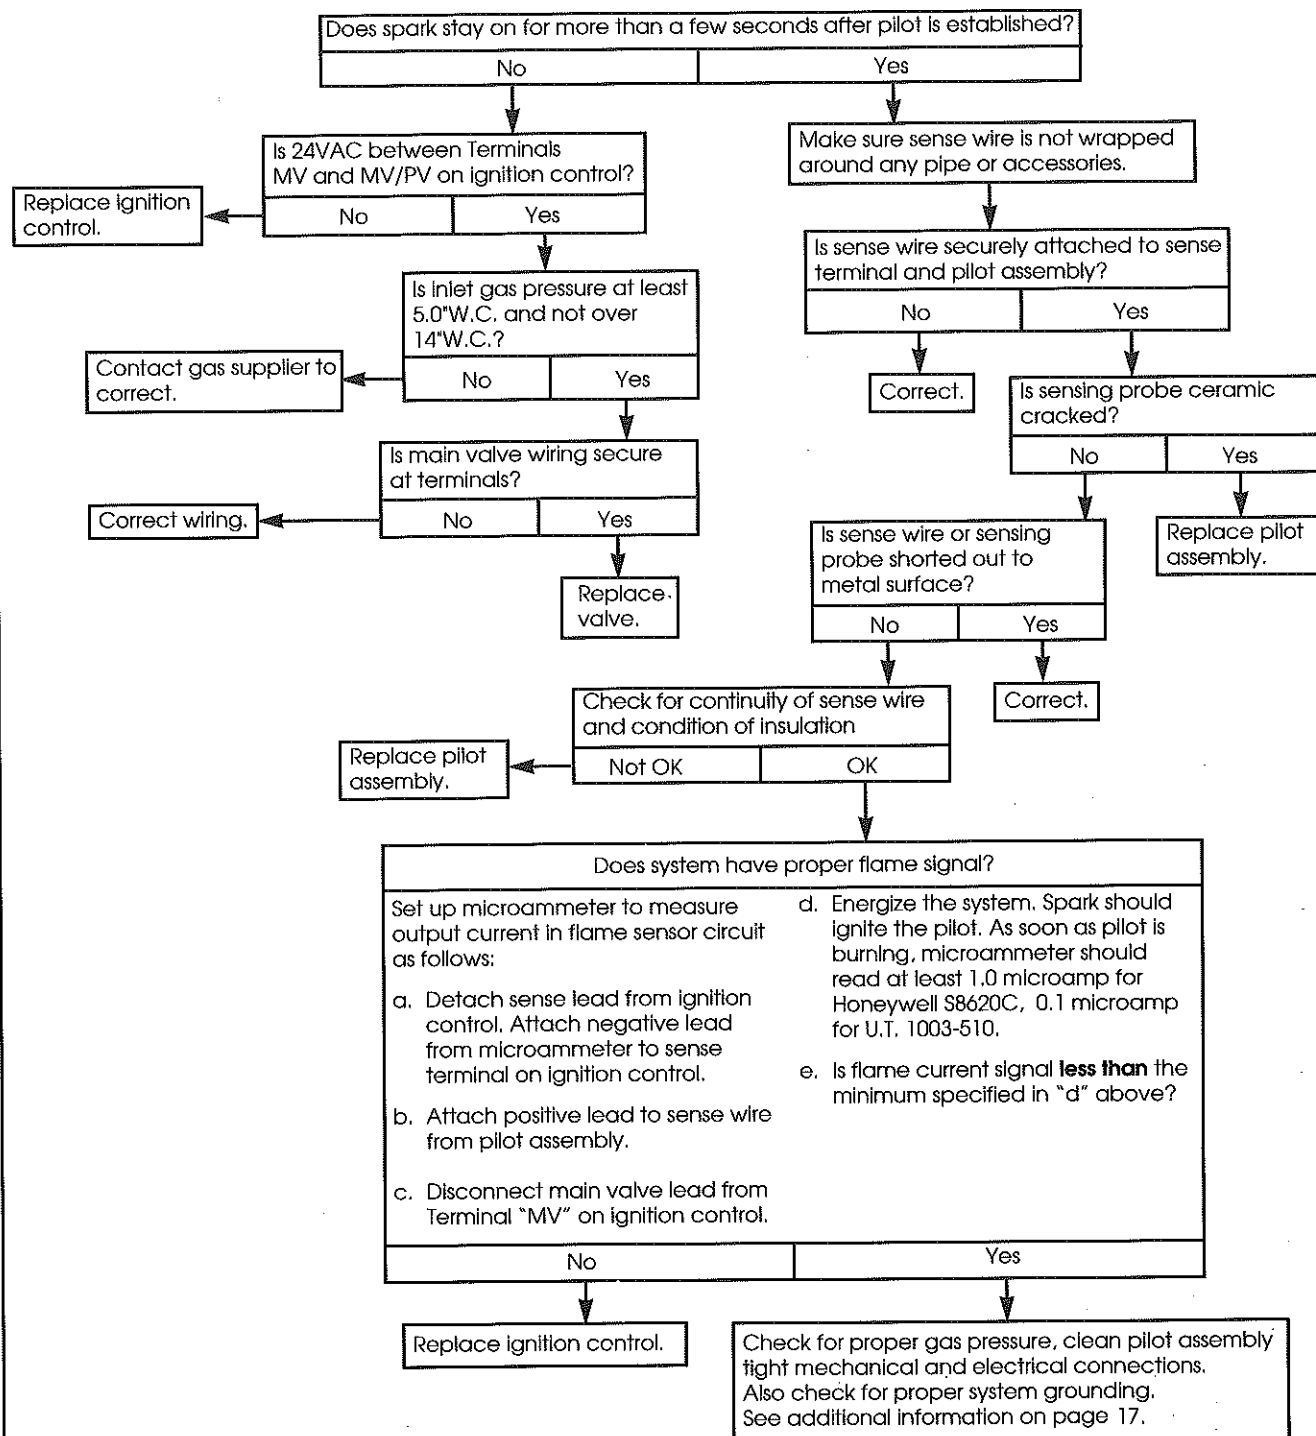 Does spark stay on for more than a few seconds after pilot is established?
No
Yes
Is 24VAC between Terminals
MV and MV/PV on ignition control?
No
Yes
Replace ignition
control.
Is inlet gas pressure at least
5.0"W.C. and not over
14"W.C.?
No
Yes
Contact gas supplier to
correct.
Is main valve wiring secure
at terminals?
No
Yes
Correct wiring.
Replace
valve.
Make sure sense wire is not wrapped
around any pipe or accessories.
Is sense wire securely attached to sense
terminal and pilot assembly?
No
Yes
Correct.
Is sensing probe ceramic
cracked?
No
Yes
Replace pilot
assembly.
Is sense wire or sensing
probe shorted out to
metal surface?
No
Yes
Correct.
Check for continuity of sense wire
and condition of insulation
Not OK
OK
Replace pilot
assembly.
Does system have proper flame signal?
Set up microammeter to measure
output current in flame sensor circuit
as follows:
a. Detach sense lead from ignition
control. Attach negative lead
from microammeter to sense
terminal on ignition control.
b. Attach positive lead to sense wire
from pilot assembly.
c. Disconnect main valve lead from
Terminal "MV" on ignition control.
d. Energize the system. Spark should
ignite the pilot. As soon as pilot is
burning, microammeter should
read at least 1.0 microamp for
Honeywell S8620C, 0.1 microamp
for U.T. 1003-510.
e. Is flame current signal less than the
minimum specified in "d" above?
No
Yes
Replace ignition control.
Check for proper gas pressure, clean pilot assembly
tight mechanical and electrical connections.
Also check for proper system grounding.
See additional information on page 17.